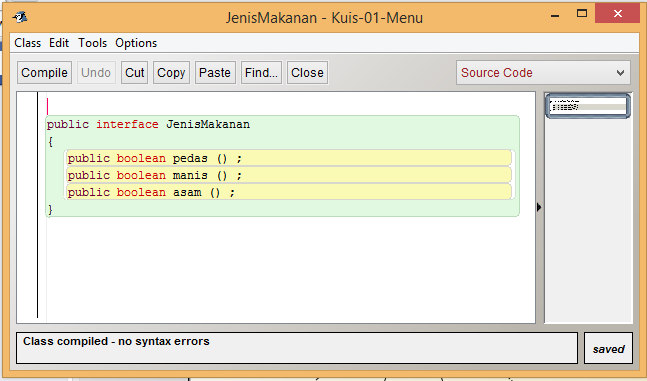 JenisMakanan - Kuis-01-Menu
Class Edit Tools Options
Compile Undo Cut Copy Paste Find... Close Source Code
public interface JenisMakanan
{
public boolean pedas () ;
public boolean manis () ;
public boolean asam () ;
}
Class compiled - no syntax errors
saved